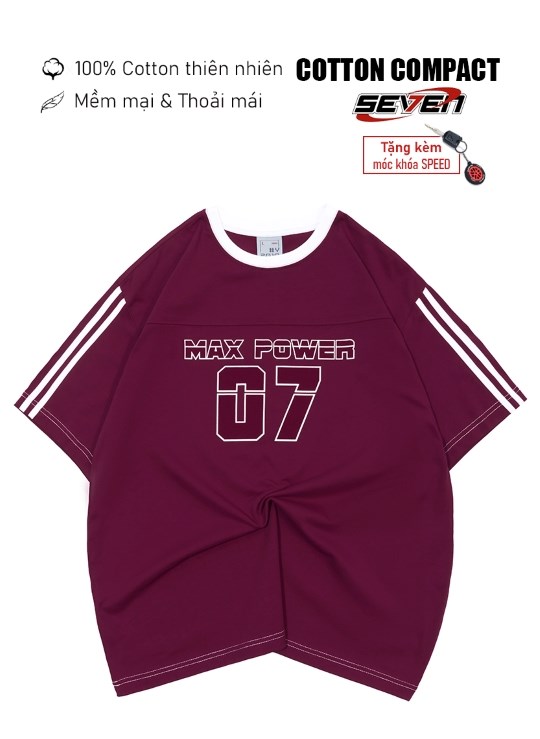 100% Cotton thiên nhiên
Mềm mại & Thoải mái
COTTON COMPACT
SEVEN
Tặng kèm
móc khóa SPEED
MAX POWER
07